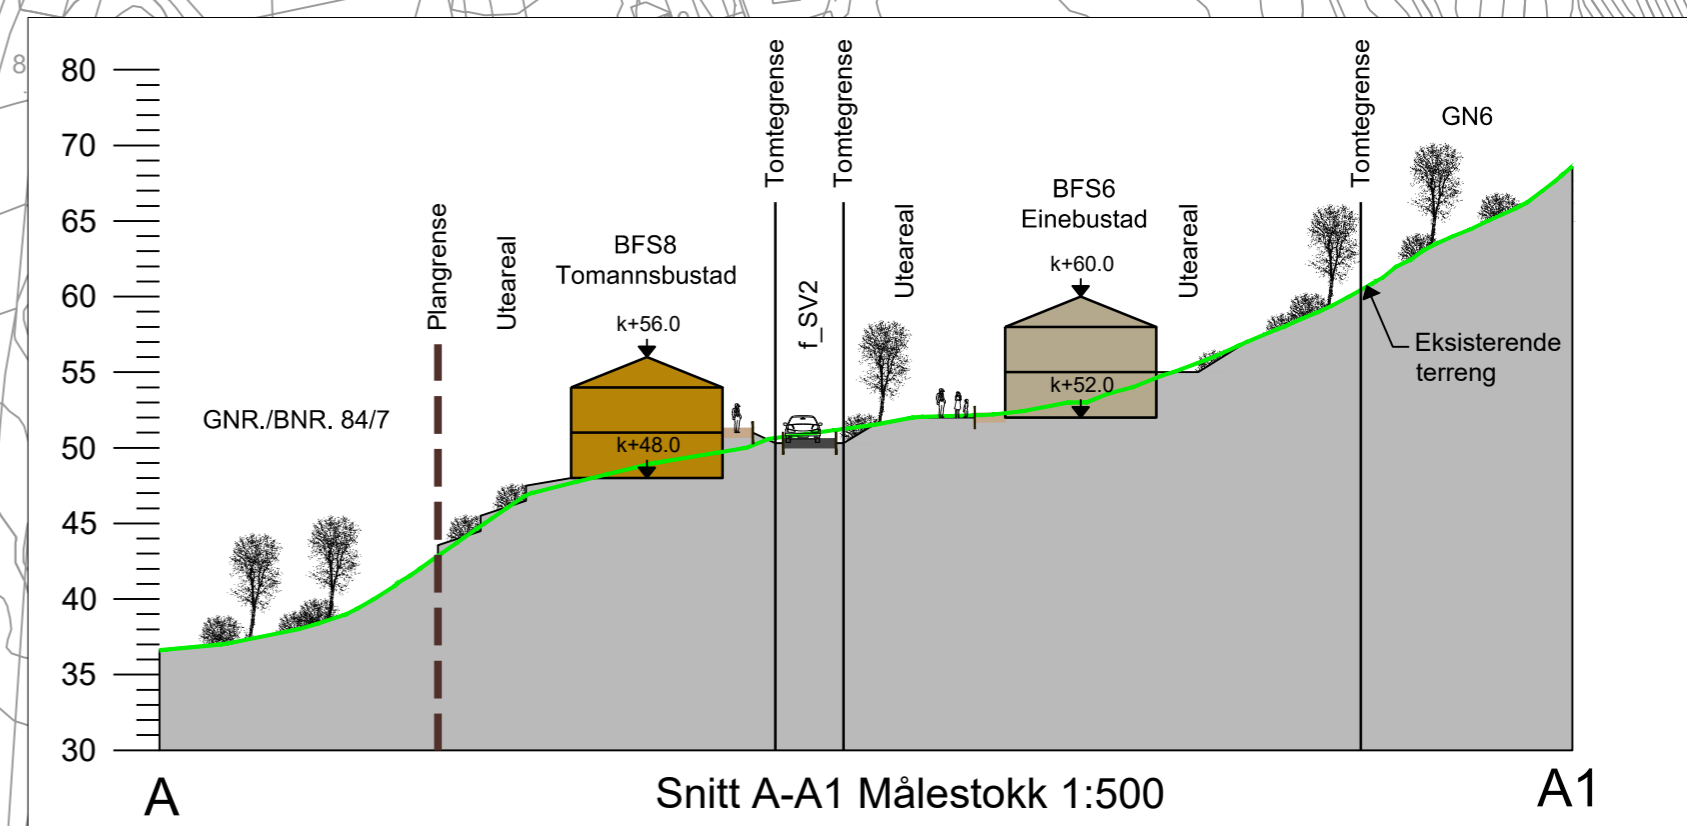 8
80
70
65
60
55
50
45
40
35
30
GNR./BNR. 84/7
Plangrense
Uteareal
BFS8
Tomannsbustad
k+56.0
k+48.0
Tomtegrense
f_SV2
Tomtegrense
Uteareal
BFS6
Einebustad
k+60.0
k+52.0
Uteareal
Tomtegrense
GN6
Eksisterende
terreng
A
Snitt A-A1 Målestokk 1:500
A1